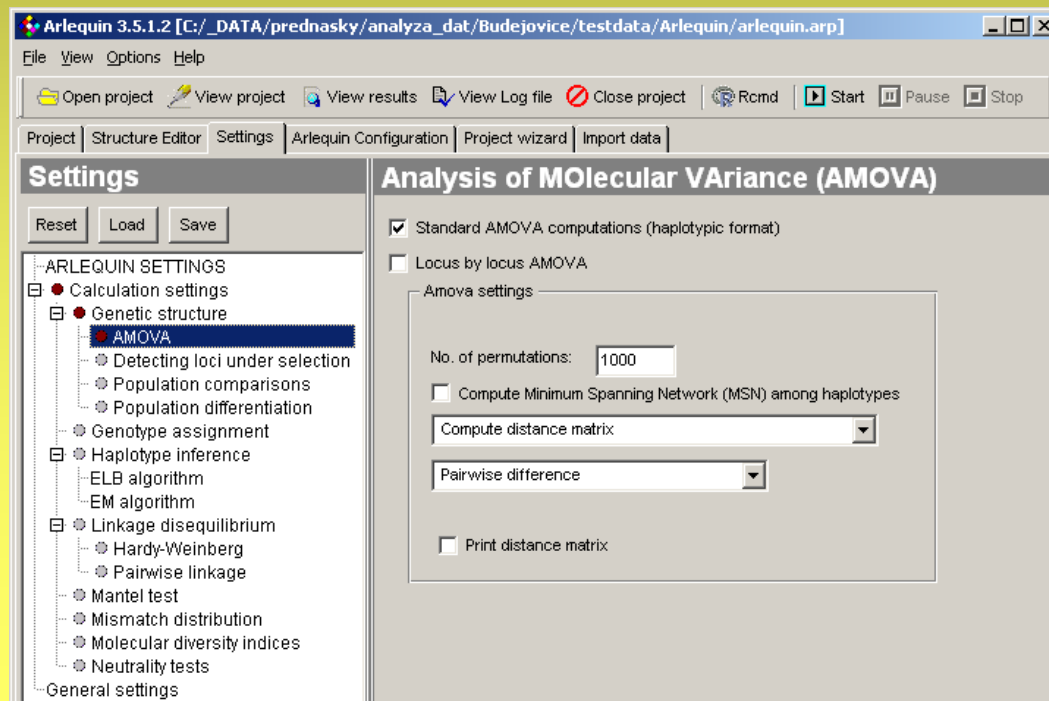 Arlequin 3.5.1.2 [C:/_DATA/prednasky/analyza_dat/Budejovice/testdata/Arlequin/arlequin.arp]
File View Options Help
Open project View project View results View Log file Close project Rcmd Start Pause Stop
Project Structure Editor Settings Arlequin Configuration Project wizard Import data
Settings
Reset Load Save
ARLEQUIN SETTINGS
Calculation settings
Genetic structure
AMOVA
Detecting loci under selection
Population comparisons
Population differentiation
Genotype assignment
Haplotype inference
ELB algorithm
EM algorithm
Linkage disequilibrium
Hardy-Weinberg
Pairwise linkage
Mantel test
Mismatch distribution
Molecular diversity indices
Neutrality tests
General settings
Analysis of MOlecular VAriance (AMOVA)
Standard AMOVA computations (haplotypic format)
Locus by locus AMOVA
Amova settings
No. of permutations: 1000
Compute Minimum Spanning Network (MSN) among haplotypes
Compute distance matrix
Pairwise difference
Print distance matrix